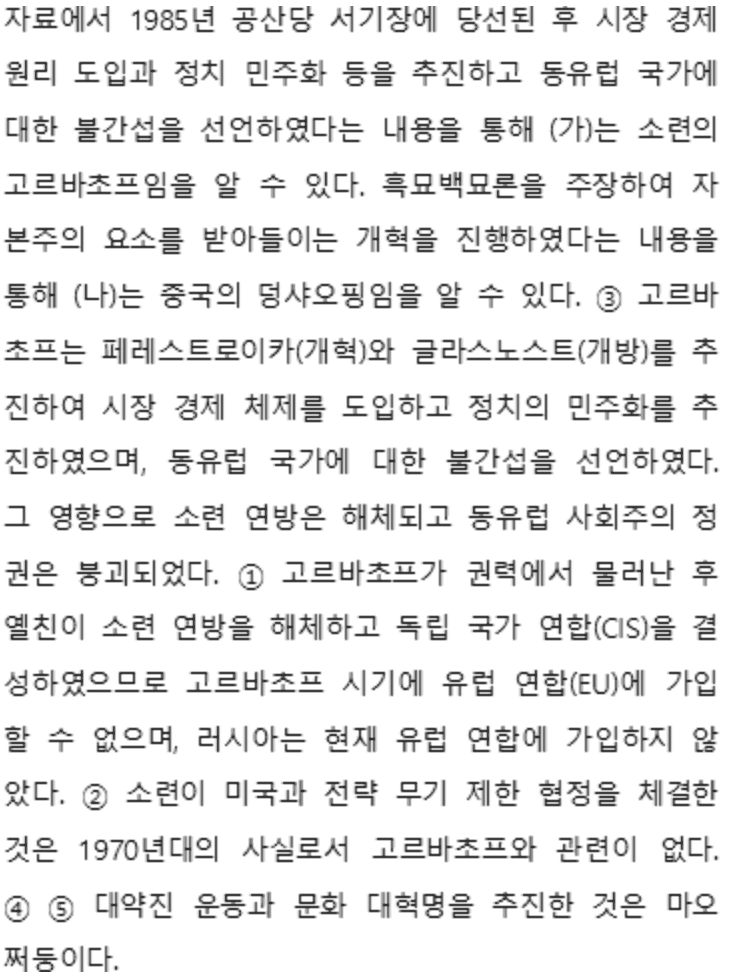 자료에서 1985년 공산당 서기장에 당선된 후 시장 경제
원리 도입과 정치 민주화 등을 추진하고 동유럽 국가에
대한 불간섭을 선언하였다는 내용을 통해 (가)는 소련의
고르바초프임을 알 수 있다. 흑묘백묘론을 주장하여 자
본주의 요소를 받아들이는 개혁을 진행하였다는 내용을
통해 (나)는 중국의 덩샤오핑임을 알 수 있다. ③ 고르바
초프는 페레스트로이카(개혁)와 글라스노스트(개방)를 추
진하여 시장 경제 체제를 도입하고 정치의 민주화를 추
진하였으며, 동유럽 국가에 대한 불간섭을 선언하였다.
그 영향으로 소련 연방은 해체되고 동유럽 사회주의 정
권은 붕괴되었다. ① 고르바초프가 권력에서 물러난 후
옐친이 소련 연방을 해체하고 독립 국가 연합(CIS)을 결
성하였으므로 고르바초프 시기에 유럽 연합(EU)에 가입
할 수 없으며, 러시아는 현재 유럽 연합에 가입하지 않
았다. ② 소련이 미국과 전략 무기 제한 협정을 체결한
것은 1970년대의 사실로서 고르바초프와 관련이 없다.
④ ⑤ 대약진 운동과 문화 대혁명을 추진한 것은 마오
쩌둥이다.